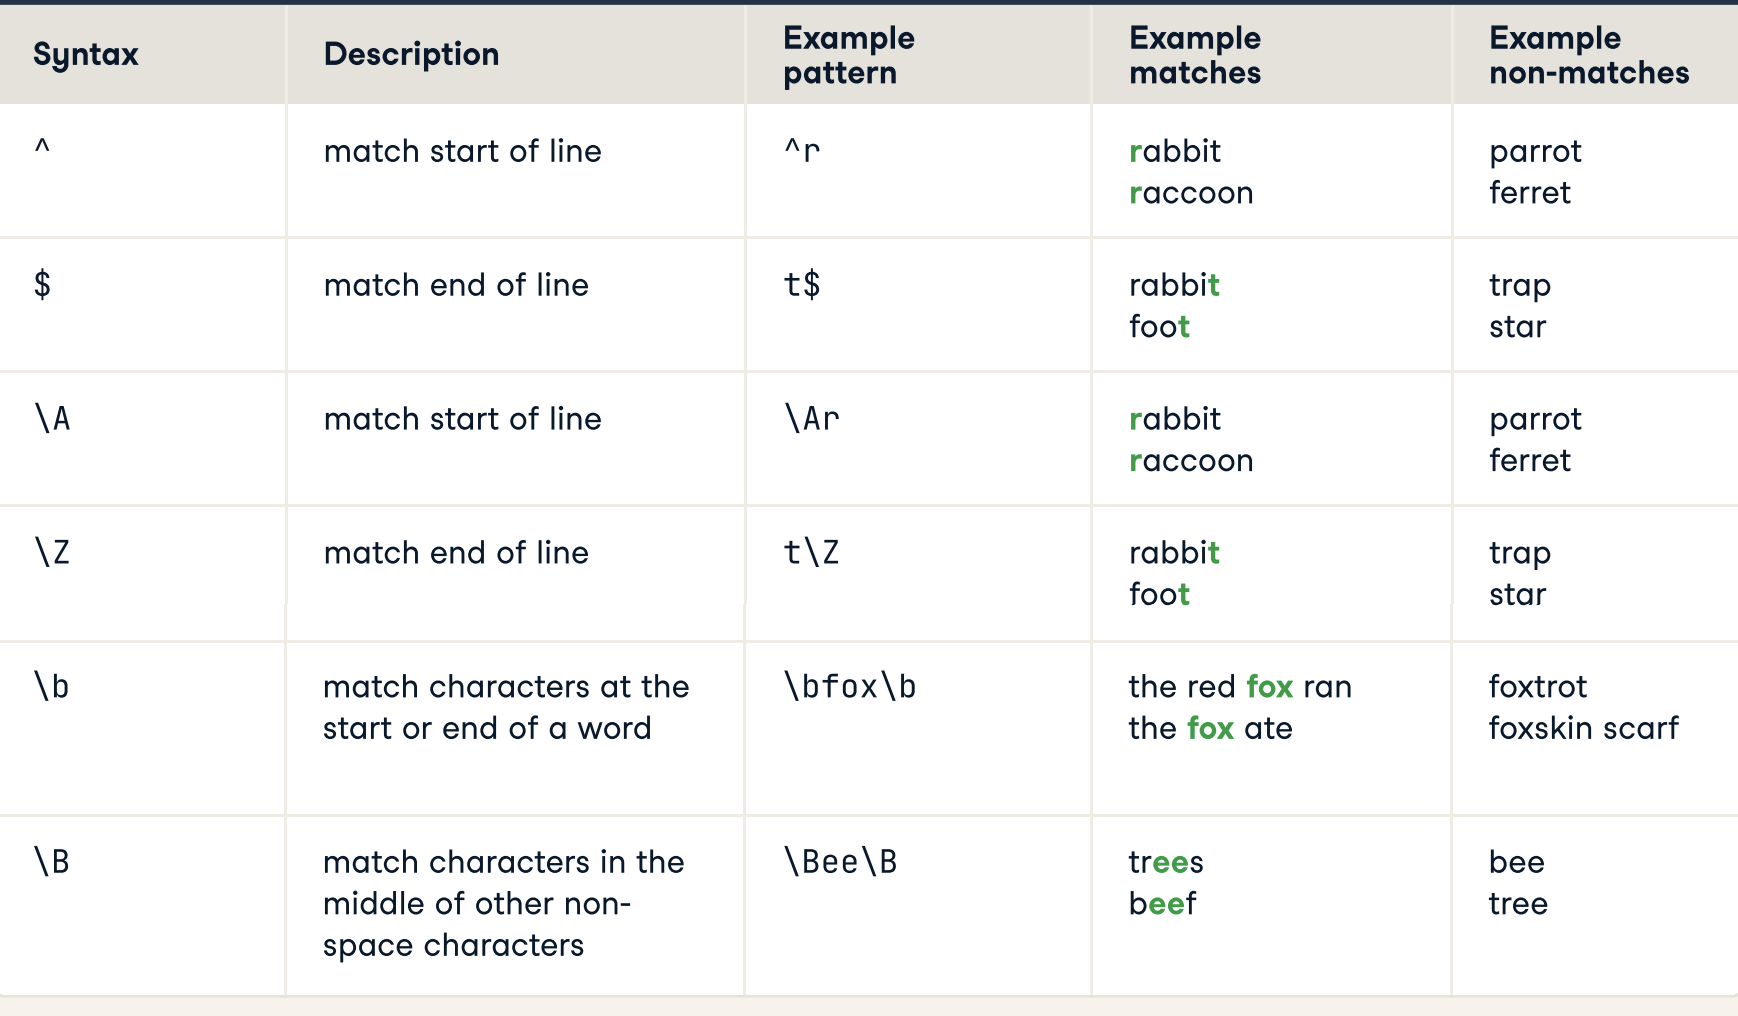 Syntax
Description
Example
pattern
Example
matches
Example
non-matches
^
match start of line
^r
rabbit
raccoon
parrot
ferret
$
match end of line
t$
rabbit
foot
trap
star
\A
match start of line
\Ar
rabbit
raccoon
parrot
ferret
\Z
match end of line
t\Z
rabbit
foot
trap
star
\b
match characters at the
start or end of a word
\bfox\b
the red fox ran
the fox ate
foxtrot
foxskin scarf
\B
match characters in the
middle of other non-
space characters
\Bee\B
trees
beef
bee
tree